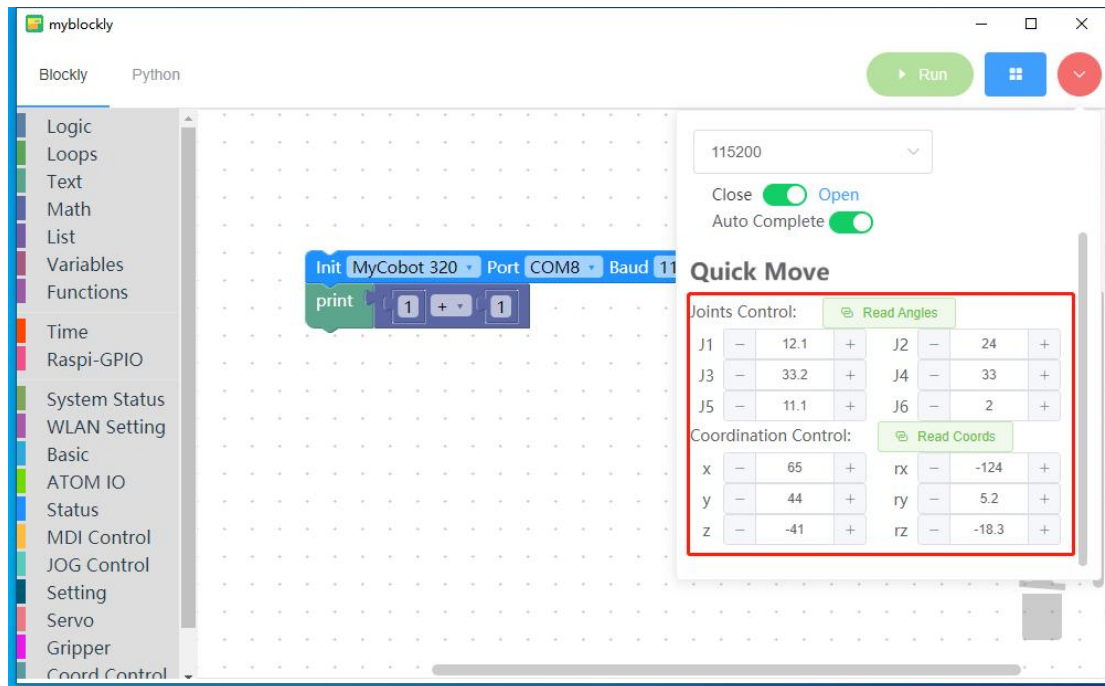 myblockly
Blockly Python Run
Logic
Loops
Text
Math
List
Variables
Functions
Time
Raspi-GPIO
System Status
WLAN Setting
Basic
ATOM IO
Status
MDI Control
JOG Control
Setting
Servo
Gripper
Coord Control
Init MyCobot 320 Port COM8 Baud 11
print 1 + 1
115200
Close Open
Auto Complete
Quick Move
Joints Control: Read Angles
J1 − 12.1 + J2 − 24 +
J3 − 33.2 + J4 − 33 +
J5 − 11.1 + J6 − 2 +
Coordination Control: Read Coords
x − 65 + rx − -124 +
y − 44 + ry − 5.2 +
z − -41 + rz − -18.3 +